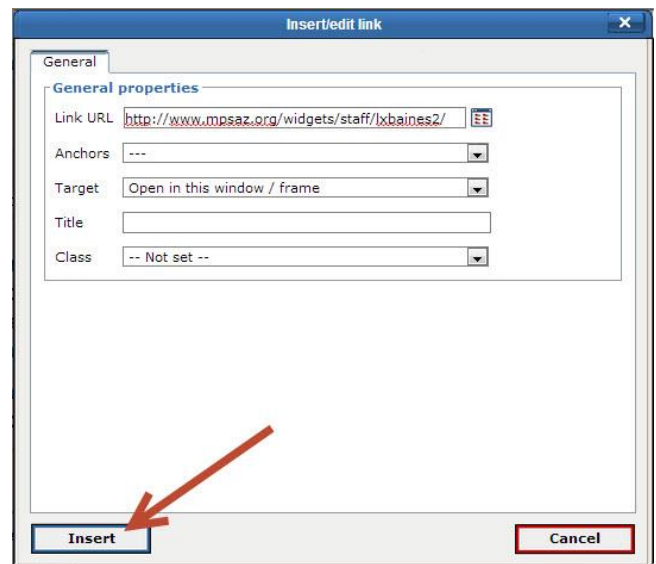 Insert/edit link
General
General properties
Link URL http://www.mpsaz.org/widgets/staff/lxbaines2/
Anchors ---
Target Open in this window / frame
Title
Class -- Not set --
Insert Cancel